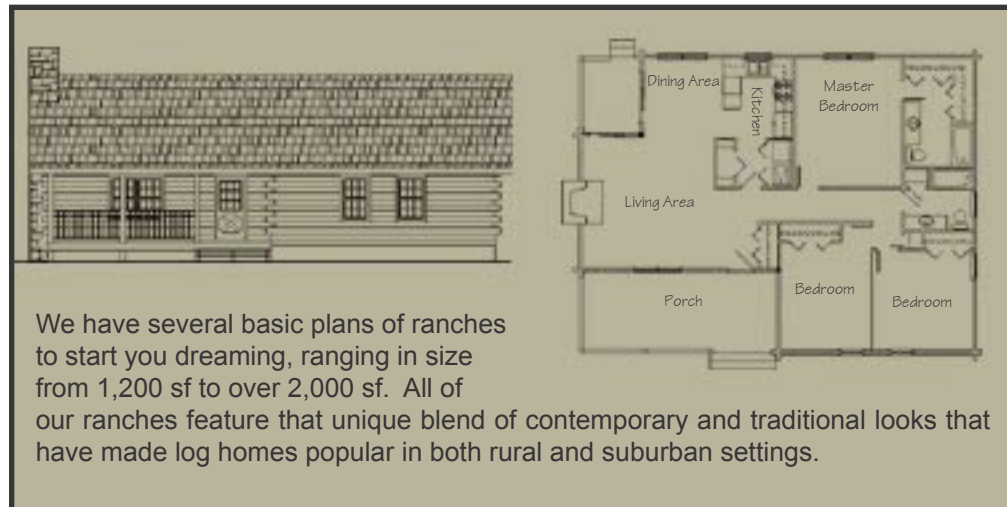 Dining Area
Kitchen
Master
Bedroom
Living Area
Porch
Bedroom
Bedroom
We have several basic plans of ranches
to start you dreaming, ranging in size
from 1,200 sf to over 2,000 sf.  All of
our ranches feature that unique blend of contemporary and traditional looks that
have made log homes popular in both rural and suburban settings.